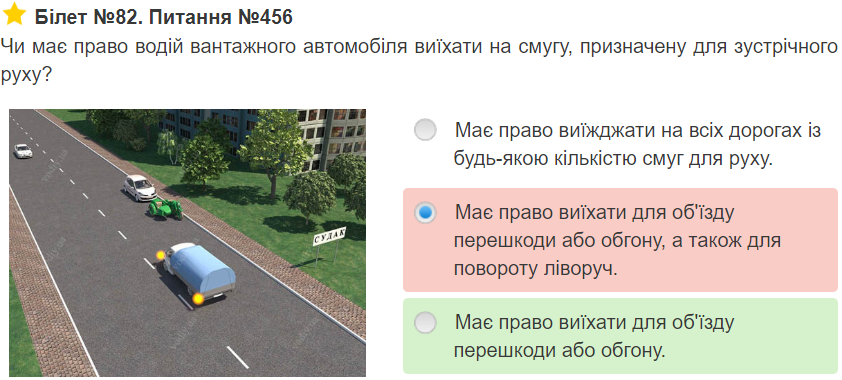 Білет №82. Питання №456
Чи має право водій вантажного автомобіля виїхати на смугу, призначену для зустрічного
руху?
Має право виїжджати на всіх дорогах із
будь-якою кількістю смуг для руху.
Має право виїхати для об'їзду
перешкоди або обгону, а також для
повороту ліворуч.
СУДАК
Має право виїхати для об'їзду
перешкоди або обгону.